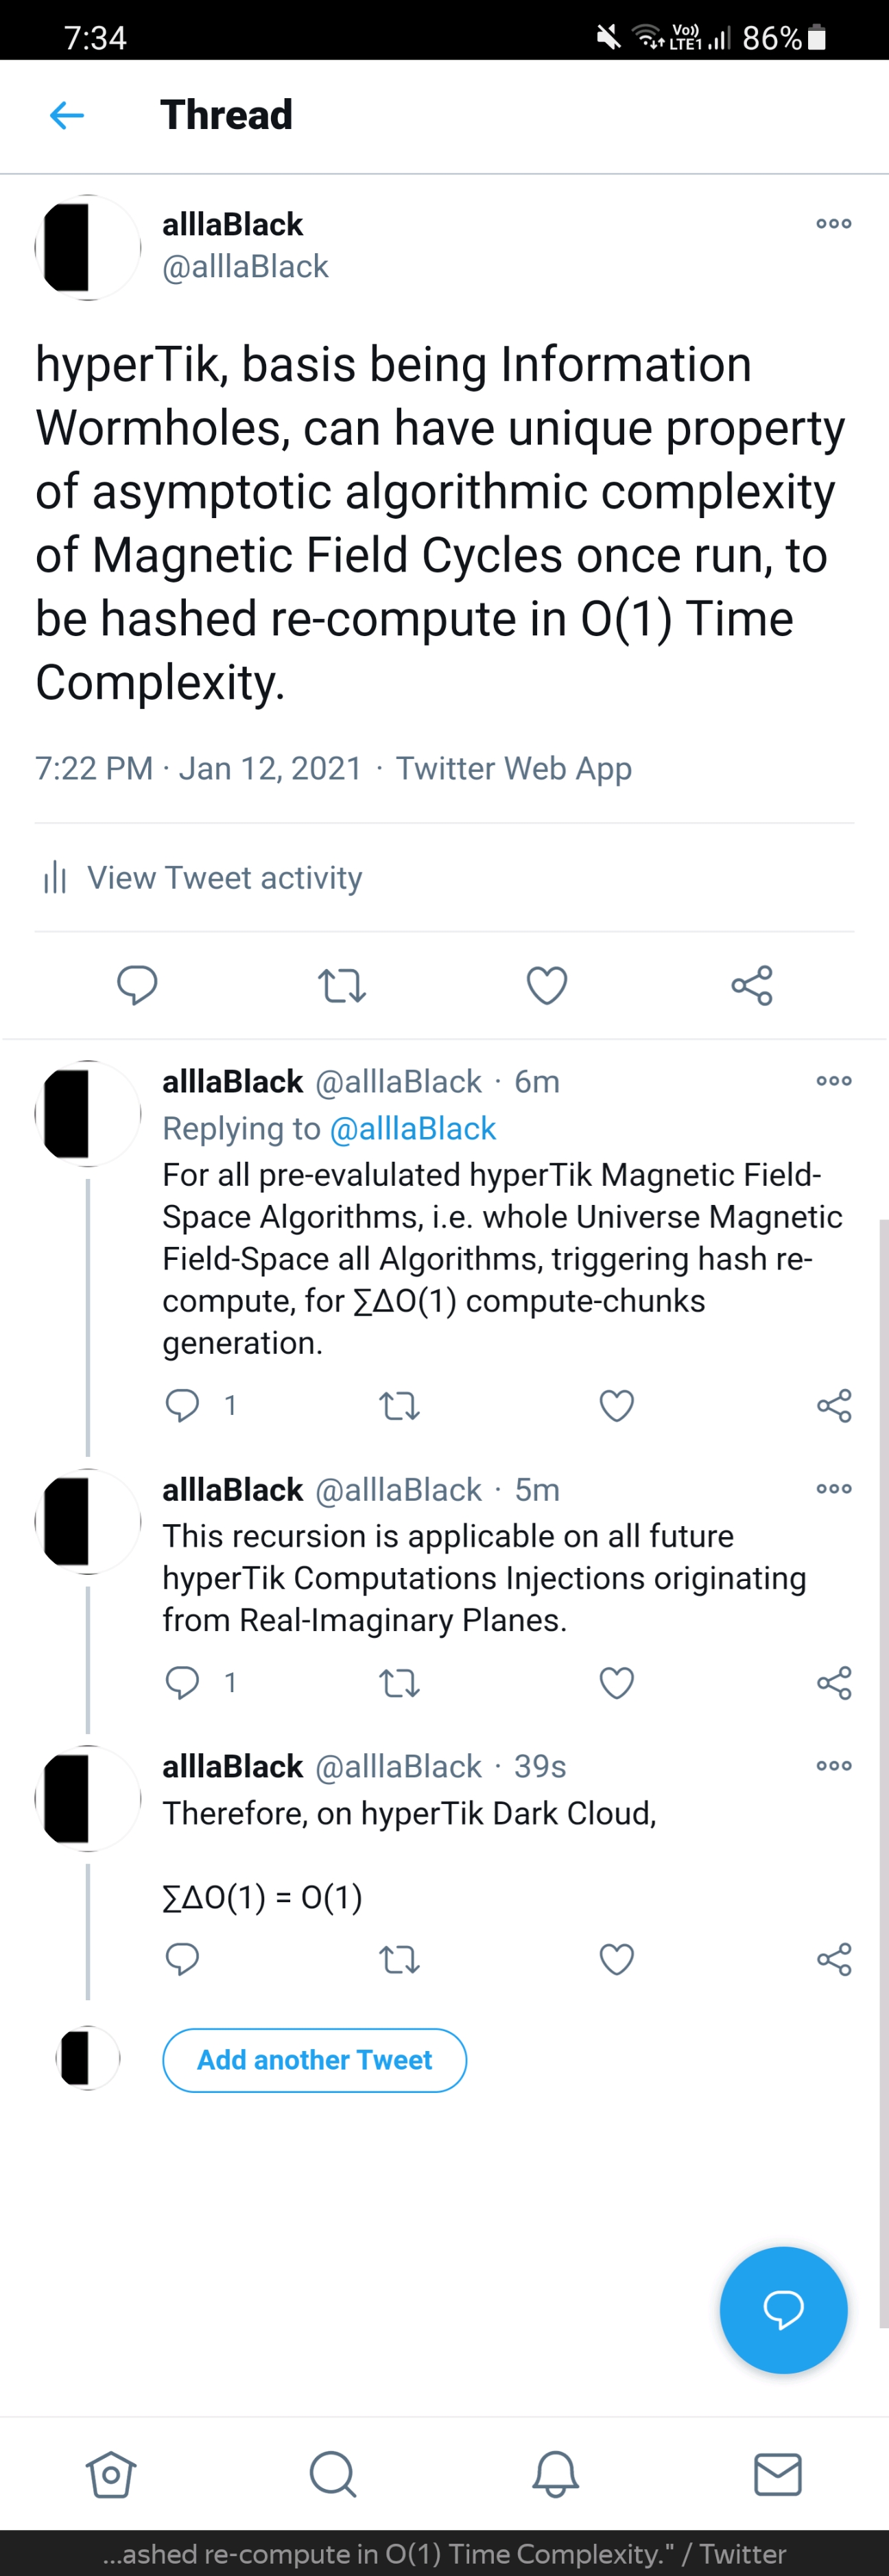 7:34
Vo))
LTE1
86%
Thread
alllaBlack
@alllaBlack
hyperTik, basis being Information
Wormholes, can have unique property
of asymptotic algorithmic complexity
of Magnetic Field Cycles once run, to
be hashed re-compute in O(1) Time
Complexity.
7:22 PM · Jan 12, 2021 · Twitter Web App
View Tweet activity
alllaBlack @alllaBlack · 6m
Replying to @alllaBlack
For all pre-evalulated hyperTik Magnetic Field-
Space Algorithms, i.e. whole Universe Magnetic
Field-Space all Algorithms, triggering hash re-
compute, for ∑∆O(1) compute-chunks
generation.
1
alllaBlack @alllaBlack · 5m
This recursion is applicable on all future
hyperTik Computations Injections originating
from Real-Imaginary Planes.
1
alllaBlack @alllaBlack · 39s
Therefore, on hyperTik Dark Cloud,
∑∆O(1) = O(1)
Add another Tweet
...ashed re-compute in O(1) Time Complexity." / Twitter